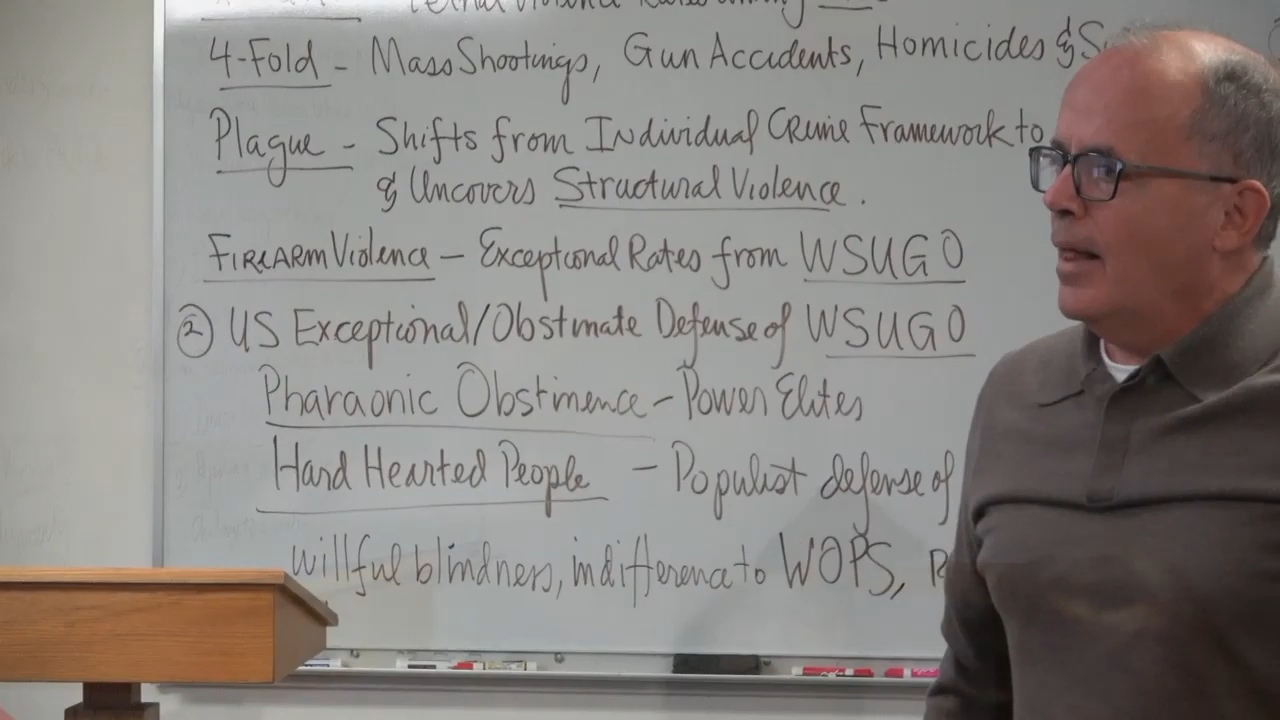 4-Fold - Mass Shootings, Gun Accidents, Homicides &
Plague - Shifts from Individual Crime Framework to
& Uncovers Structural Violence.
FIREARM Violence - Exceptional Rates from WSUGO
② US Exceptional/Obstinate Defense of WSUGO
Pharaonic Obstinence - Power Elites
Hard Hearted People - Populist defense of
willful blindness, indifference to WOPS,